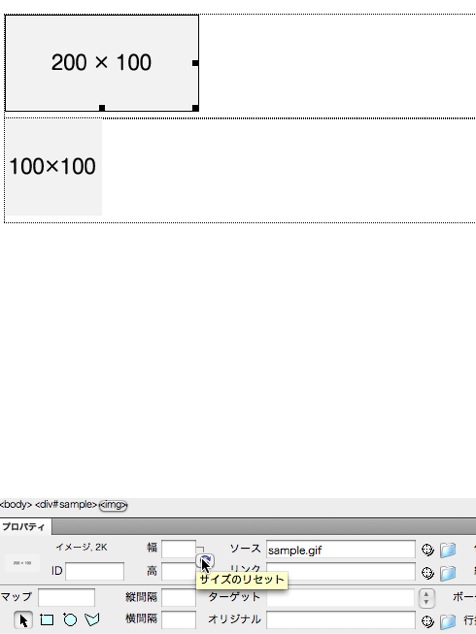 200 × 100
100×100
<body> <div#sample> <img>
プロパティ
イメージ, 2K 幅 ソース sample.gif
ID 高 リンク
サイズのリセット
マップ 縦間隔 ターゲット ボー
横間隔 オリジナル 行